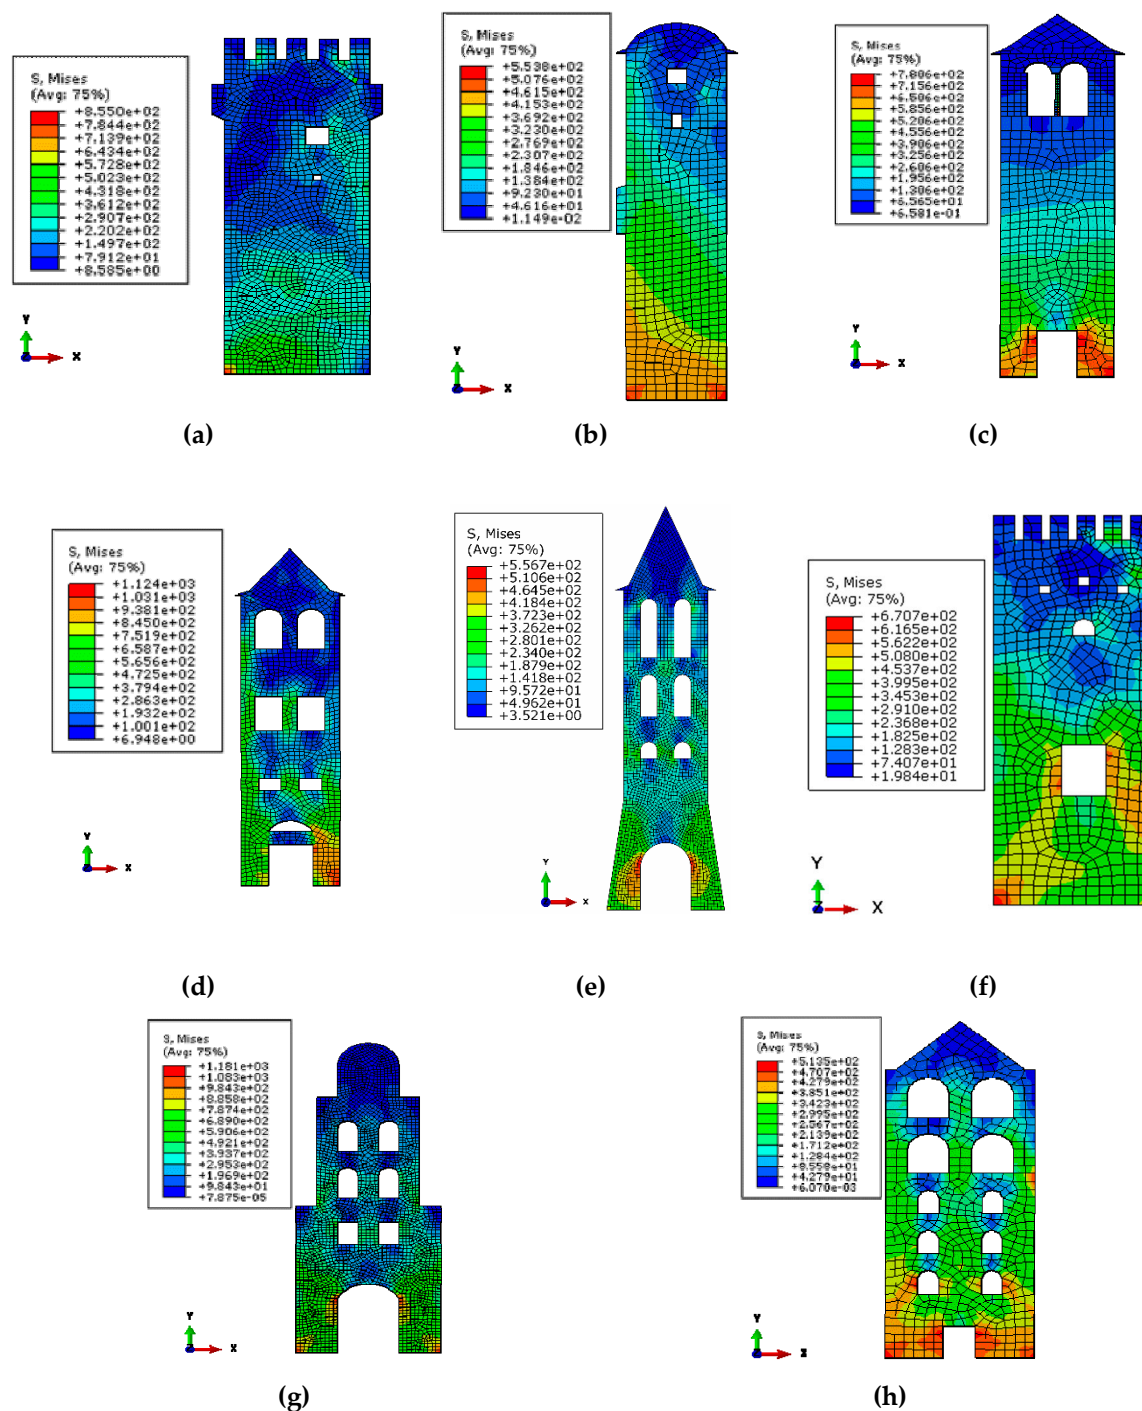 S, Mises
(Avg: 75%)
+8.550e+02
+7.844e+02
+7.139e+02
+6.434e+02
+5.728e+02
+5.023e+02
+4.318e+02
+3.612e+02
+2.907e+02
+2.202e+02
+1.497e+02
+7.912e+01
+8.585e+00
Y
X
(a)
S, Mises
(Avg: 75%)
+5.538e+02
+5.076e+02
+4.615e+02
+4.153e+02
+3.692e+02
+3.230e+02
+2.769e+02
+2.307e+02
+1.846e+02
+1.384e+02
+9.230e+01
+4.616e+01
+1.149e-02
Y
X
(b)
S, Mises
(Avg: 75%)
+7.806e+02
+7.156e+02
+6.506e+02
+5.856e+02
+5.206e+02
+4.556e+02
+3.906e+02
+3.256e+02
+2.606e+02
+1.956e+02
+1.306e+02
+6.565e+01
+6.581e-01
Y
X
(c)
S, Mises
(Avg: 75%)
+1.124e+03
+1.031e+03
+9.381e+02
+8.450e+02
+7.519e+02
+6.587e+02
+5.656e+02
+4.725e+02
+3.794e+02
+2.863e+02
+1.932e+02
+1.001e+02
+6.948e+00
Y
X
(d)
S, Mises
(Avg: 75%)
+5.567e+02
+5.106e+02
+4.645e+02
+4.184e+02
+3.723e+02
+3.262e+02
+2.801e+02
+2.340e+02
+1.879e+02
+1.418e+02
+9.572e+01
+4.962e+01
+3.521e+00
Y
X
(e)
S, Mises
(Avg: 75%)
+6.707e+02
+6.165e+02
+5.622e+02
+5.080e+02
+4.537e+02
+3.995e+02
+3.453e+02
+2.910e+02
+2.368e+02
+1.825e+02
+1.283e+02
+7.407e+01
+1.984e+01
Y
Z
X
(f)
S, Mises
(Avg: 75%)
+1.181e+03
+1.083e+03
+9.843e+02
+8.858e+02
+7.874e+02
+6.890e+02
+5.906e+02
+4.921e+02
+3.937e+02
+2.953e+02
+1.969e+02
+9.843e+01
+7.875e-05
Y
X
(g)
S, Mises
(Avg: 75%)
+5.135e+02
+4.707e+02
+4.279e+02
+3.851e+02
+3.423e+02
+2.995e+02
+2.567e+02
+2.139e+02
+1.712e+02
+1.284e+02
+8.558e+01
+4.279e+01
+6.070e-03
Y
X
(h)